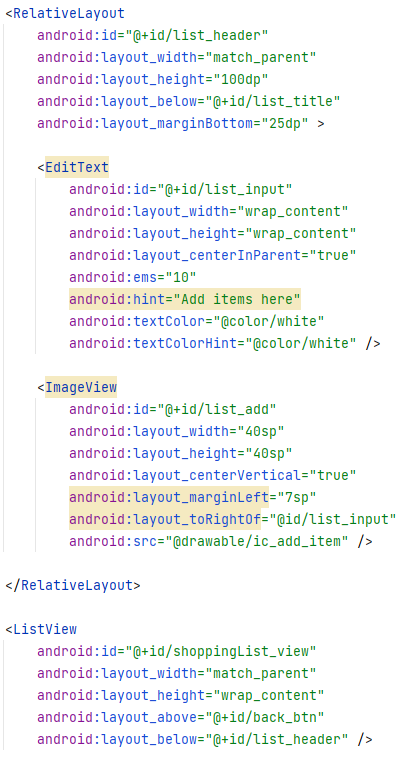 <RelativeLayout
android:id="@+id/list_header"
android:layout_width="match_parent"
android:layout_height="100dp"
android:layout_below="@+id/list_title"
android:layout_marginBottom="25dp" >
<EditText
android:id="@+id/list_input"
android:layout_width="wrap_content"
android:layout_height="wrap_content"
android:layout_centerInParent="true"
android:ems="10"
android:hint="Add items here"
android:textColor="@color/white"
android:textColorHint="@color/white" />
<ImageView
android:id="@+id/list_add"
android:layout_width="40sp"
android:layout_height="40sp"
android:layout_centerVertical="true"
android:layout_marginLeft="7sp"
android:layout_toRightOf="@id/list_input"
android:src="@drawable/ic_add_item" />
</RelativeLayout>
<ListView
android:id="@+id/shoppingList_view"
android:layout_width="match_parent"
android:layout_height="wrap_content"
android:layout_above="@+id/back_btn"
android:layout_below="@+id/list_header" />